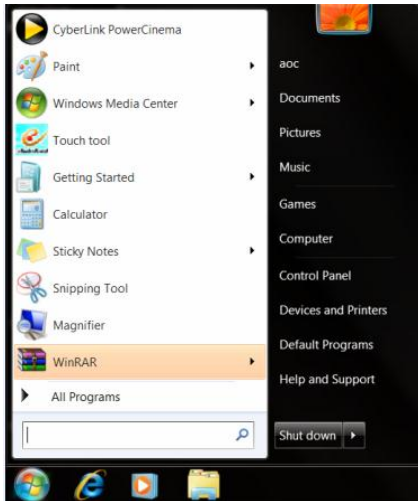 CyberLink PowerCinema
Paint
Windows Media Center
Touch tool
Getting Started
Calculator
Sticky Notes
Snipping Tool
Magnifier
WinRAR
All Programs
aoc
Documents
Pictures
Music
Games
Computer
Control Panel
Devices and Printers
Default Programs
Help and Support
Shut down